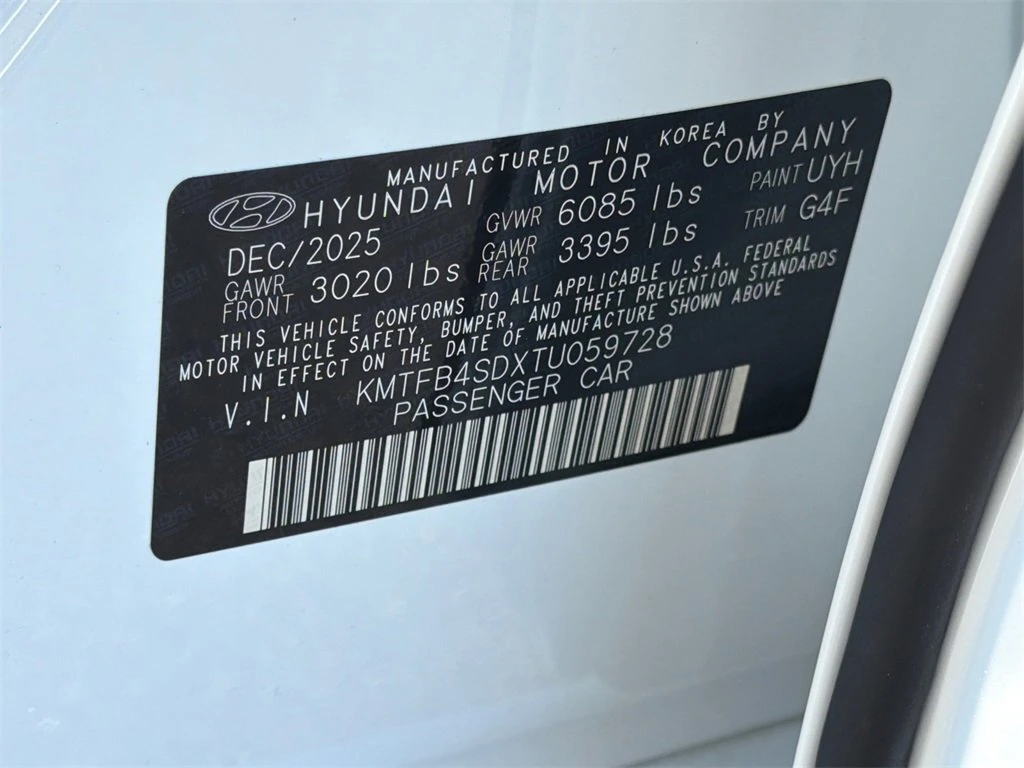 MANUFACTURED IN KOREA BY
HYUNDAI MOTOR COMPANY
DEC/2025 GVWR 6085 lbs PAINT UYH
GAWR FRONT 3020 lbs GAWR REAR 3395 lbs TRIM G4F
THIS VEHICLE CONFORMS TO ALL APPLICABLE U.S.A. FEDERAL
MOTOR VEHICLE SAFETY, BUMPER, AND THEFT PREVENTION STANDARDS
IN EFFECT ON THE DATE OF MANUFACTURE SHOWN ABOVE
V.I.N KMTFB4SDXTU059728
PASSENGER CAR